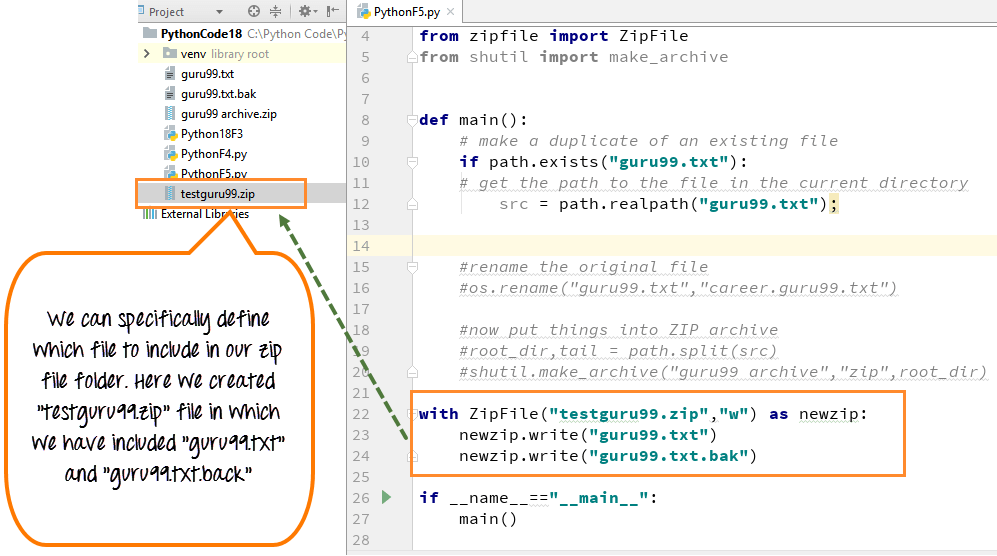 Project
PythonCode18 C:\Python Code\Py
venv library root
guru99.txt
guru99.txt.bak
guru99 archive.zip
Python18F3
PythonF4.py
PythonF5.py
testguru99.zip
External Libraries
We can specifically define
which file to include in our zip
file folder. Here we created
"testguru99.zip" file in which
we have included "guru99.txt"
and "guru99.txt.back"
PythonF5.py
4 from zipfile import ZipFile
5 from shutil import make_archive
6
7
8 def main():
9 # make a duplicate of an existing file
10 if path.exists("guru99.txt"):
11 # get the path to the file in the current directory
12 src = path.realpath("guru99.txt");
13
14
15 #rename the original file
16 #os.rename("guru99.txt","career.guru99.txt")
17
18 #now put things into ZIP archive
19 #root_dir,tail = path.split(src)
20 #shutil.make_archive("guru99 archive","zip",root_dir)
21
22 with ZipFile("testguru99.zip","w") as newzip:
23 newzip.write("guru99.txt")
24 newzip.write("guru99.txt.bak")
25
26 if __name__=="__main__":
27 main()
28